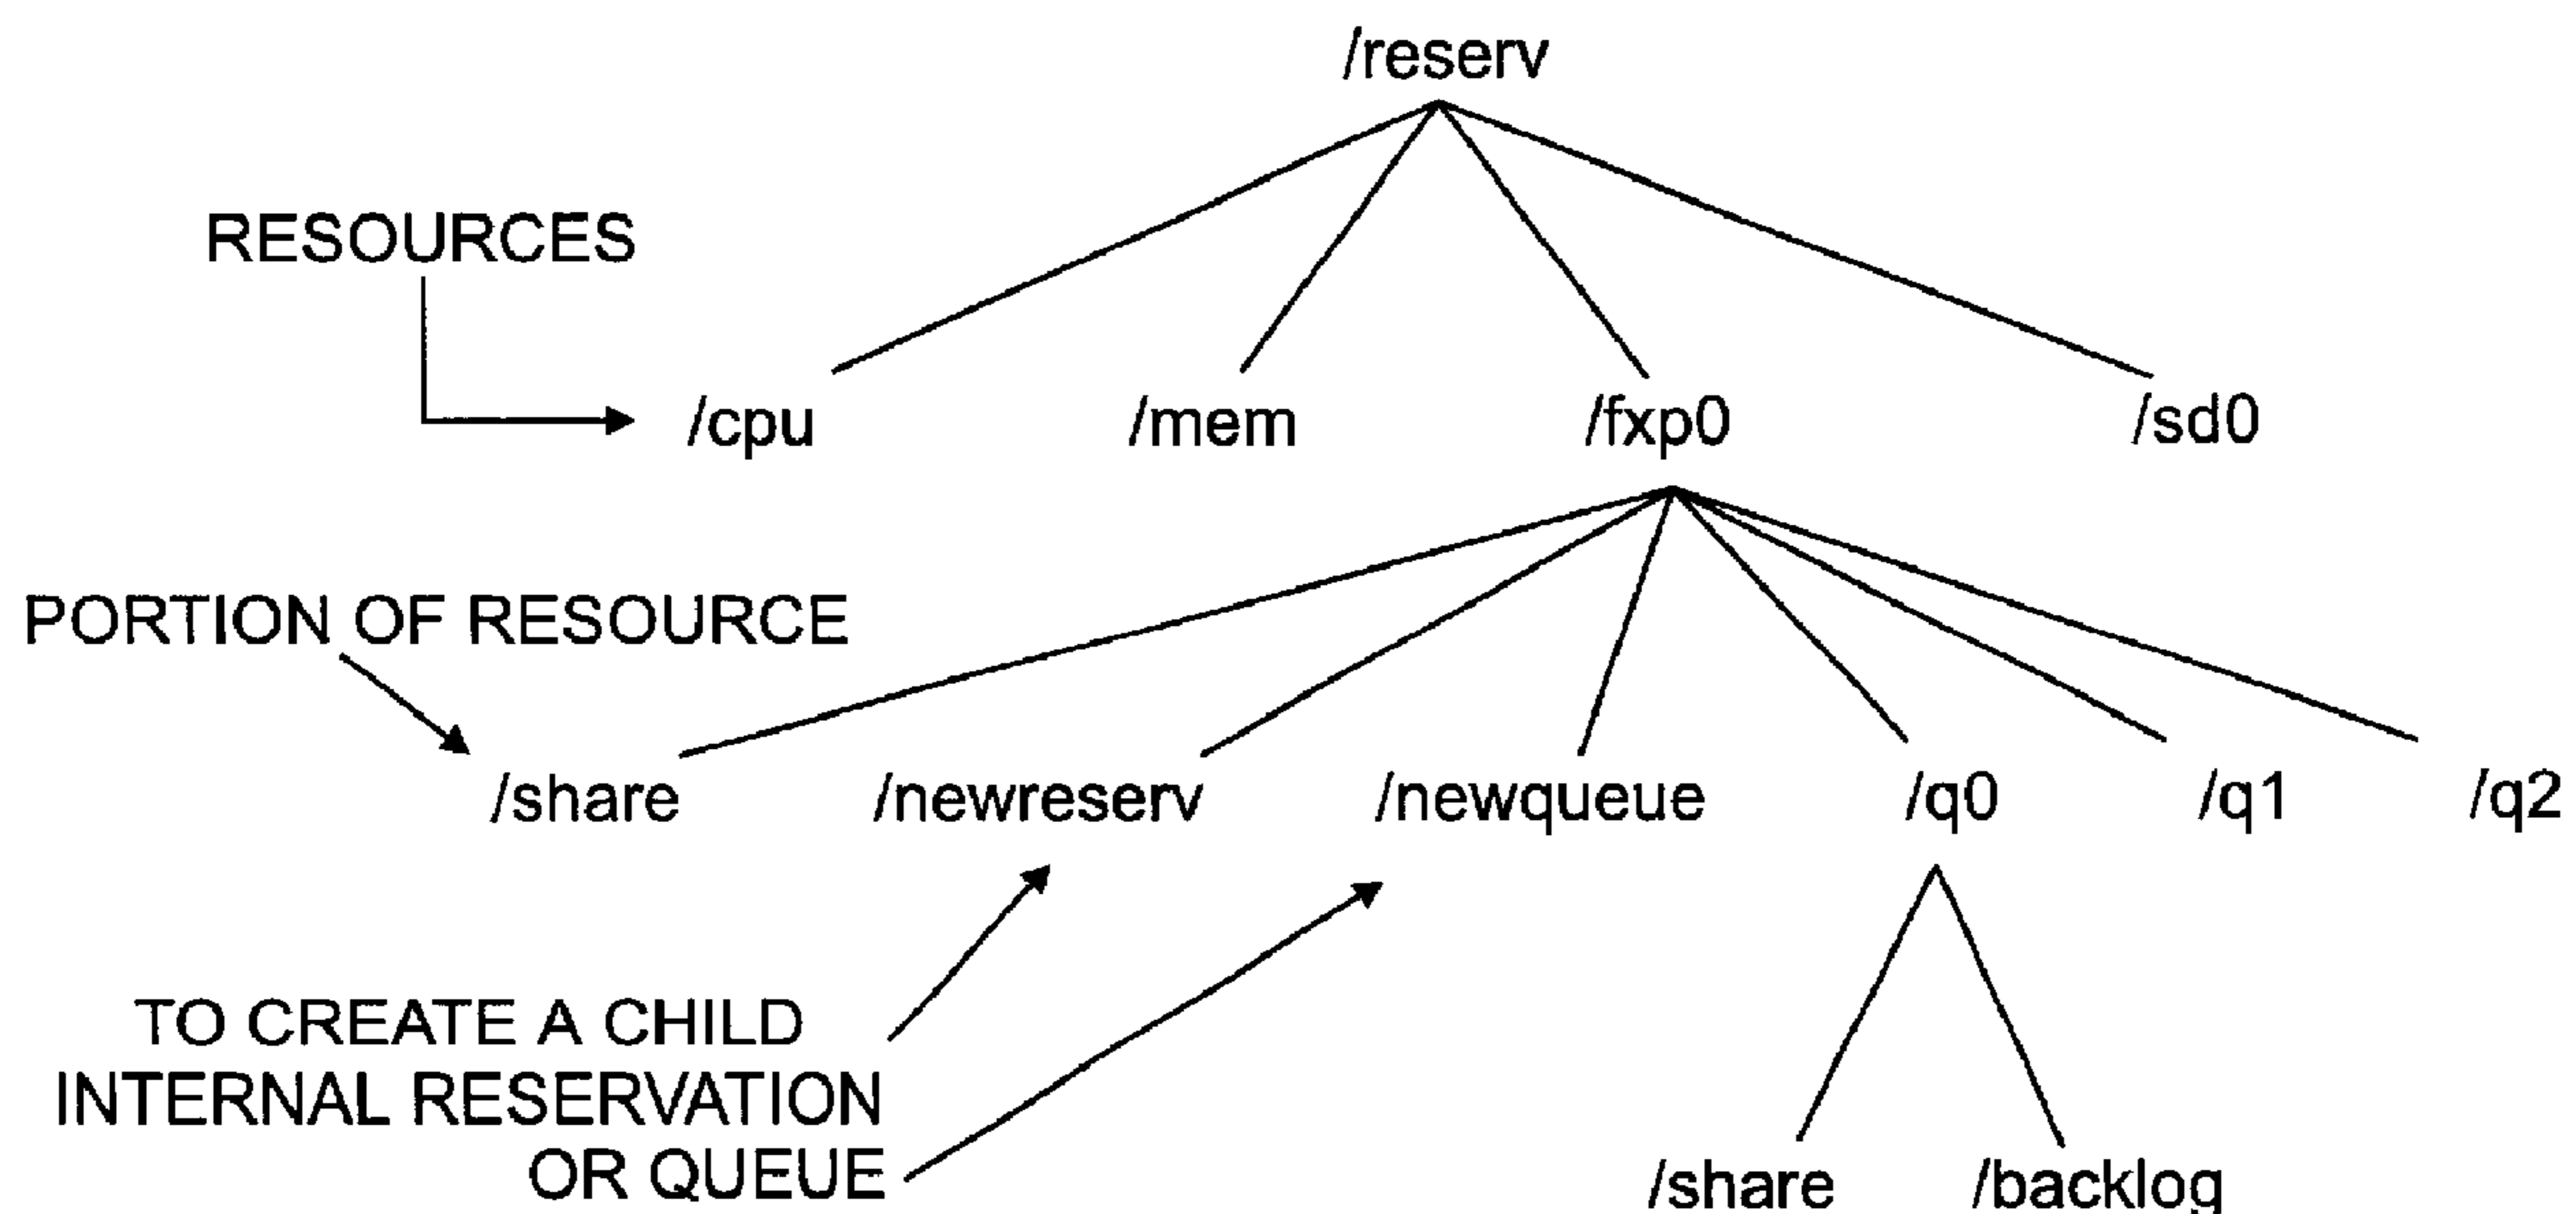 /reserv
RESOURCES
/cpu /mem /fxp0 /sd0
PORTION OF RESOURCE
/share /newreserv /newqueue /q0 /q1 /q2
TO CREATE A CHILD
INTERNAL RESERVATION
OR QUEUE
/share /backlog